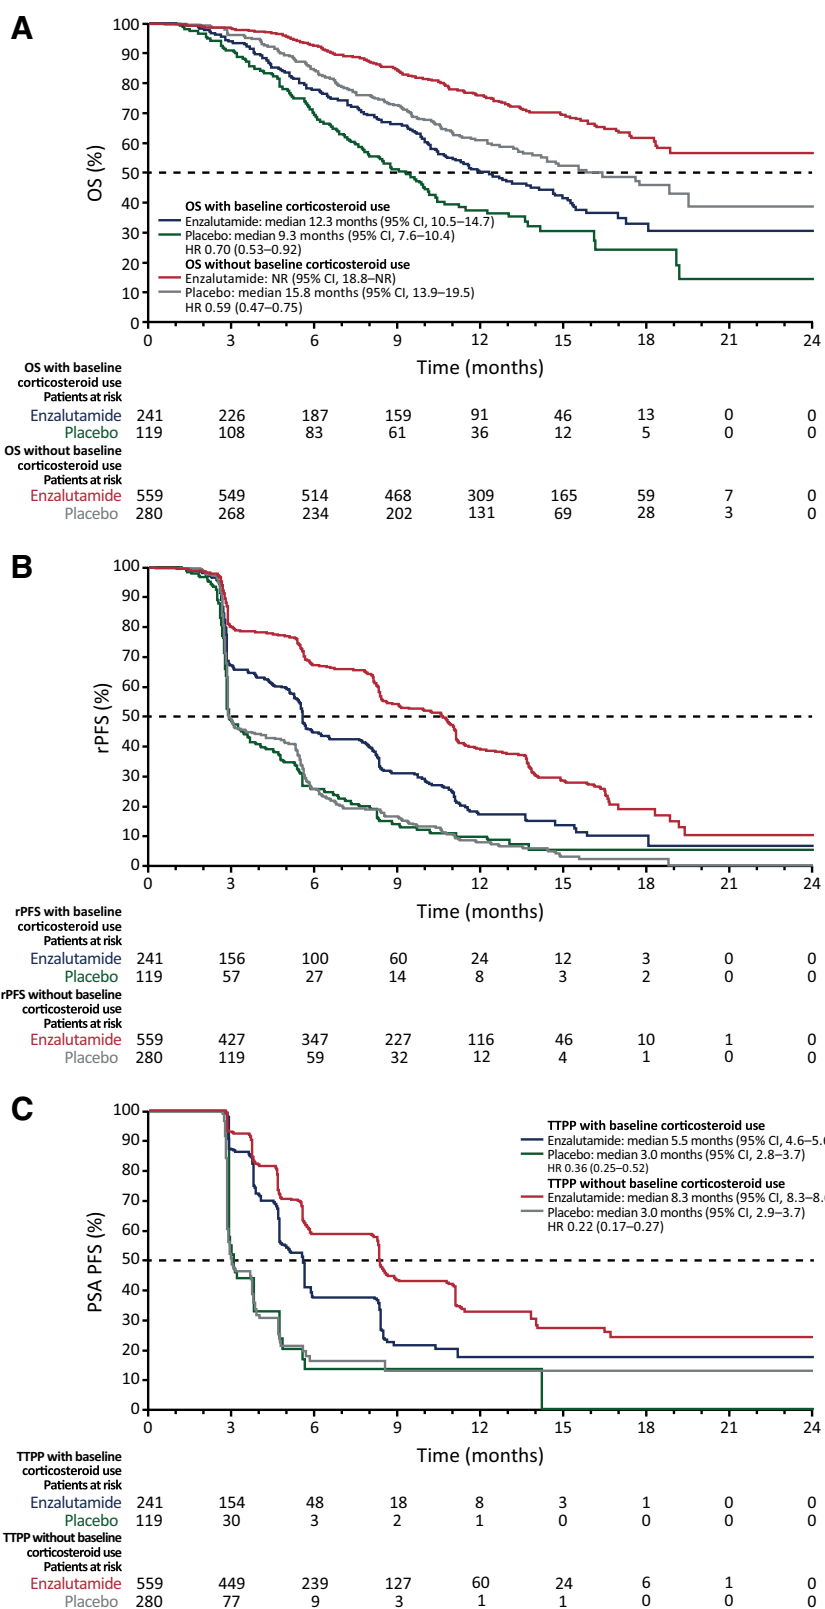 A
100
90
80
70
60
50
40
30
20
10
0
OS (%)
OS with baseline corticosteroid use
Enzalutamide: median 12.3 months (95% CI, 10.5–14.7)
Placebo: median 9.3 months (95% CI, 7.6–10.4)
HR 0.70 (0.53–0.92)
OS without baseline corticosteroid use
Enzalutamide: NR (95% CI, 18.8–NR)
Placebo: median 15.8 months (95% CI, 13.9–19.5)
HR 0.59 (0.47–0.75)
0 3 6 9 12 15 18 21 24
Time (months)
OS with baseline
corticosteroid use
Patients at risk
Enzalutamide 241 226 187 159 91 46 13 0 0
Placebo 119 108 83 61 36 12 5 0 0
OS without baseline
corticosteroid use
Patients at risk
Enzalutamide 559 549 514 468 309 165 59 7 0
Placebo 280 268 234 202 131 69 28 3 0
B
100
90
80
70
60
50
40
30
20
10
0
rPFS (%)
0 3 6 9 12 15 18 21 24
Time (months)
rPFS with baseline
corticosteroid use
Patients at risk
Enzalutamide 241 156 100 60 24 12 3 0 0
Placebo 119 57 27 14 8 3 2 0 0
rPFS without baseline
corticosteroid use
Patients at risk
Enzalutamide 559 427 347 227 116 46 10 1 0
Placebo 280 119 59 32 12 4 1 0 0
C
100
90
80
70
60
50
40
30
20
10
0
PSA PFS (%)
TTPP with baseline corticosteroid use
Enzalutamide: median 5.5 months (95% CI, 4.6–5.
Placebo: median 3.0 months (95% CI, 2.8–3.7)
HR 0.36 (0.25–0.52)
TTPP without baseline corticosteroid use
Enzalutamide: median 8.3 months (95% CI, 8.3–8.
Placebo: median 3.0 months (95% CI, 2.9–3.7)
HR 0.22 (0.17–0.27)
0 3 6 9 12 15 18 21 24
Time (months)
TTPP with baseline
corticosteroid use
Patients at risk
Enzalutamide 241 154 48 18 8 3 1 0 0
Placebo 119 30 3 2 1 0 0 0 0
TTPP without baseline
corticosteroid use
Patients at risk
Enzalutamide 559 449 239 127 60 24 6 1 0
Placebo 280 77 9 3 1 1 0 0 0